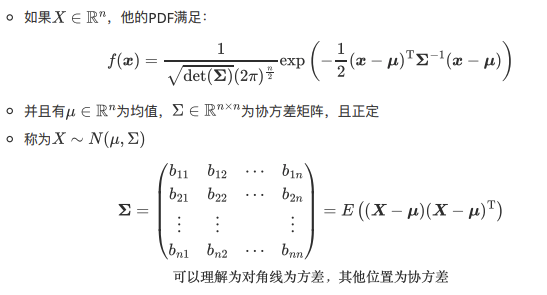 如果$X \in \mathbb{R}^n$，他的PDF满足：
$f(\boldsymbol{x}) = \frac{1}{\sqrt{\det(\boldsymbol{\Sigma})}(2\pi)^{\frac{n}{2}}} \exp\left(-\frac{1}{2}(\boldsymbol{x}-\boldsymbol{\mu})^{\mathrm{T}}\boldsymbol{\Sigma}^{-1}(\boldsymbol{x}-\boldsymbol{\mu})\right)$
并且有$\mu \in \mathbb{R}^n$为均值，$\Sigma \in \mathbb{R}^{n \times n}$为协方差矩阵，且正定
称为$X \sim N(\mu, \Sigma)$
$\boldsymbol{\Sigma} = \begin{pmatrix} b_{11} & b_{12} & \cdots & b_{1n} \\ b_{21} & b_{22} & \cdots & b_{2n} \\ \vdots & \vdots & & \vdots \\ b_{n1} & b_{n2} & \cdots & b_{nn} \end{pmatrix} = E\left((\boldsymbol{X}-\boldsymbol{\mu})(\boldsymbol{X}-\boldsymbol{\mu})^{\mathrm{T}}\right)$
可以理解为对角线为方差，其他位置为协方差